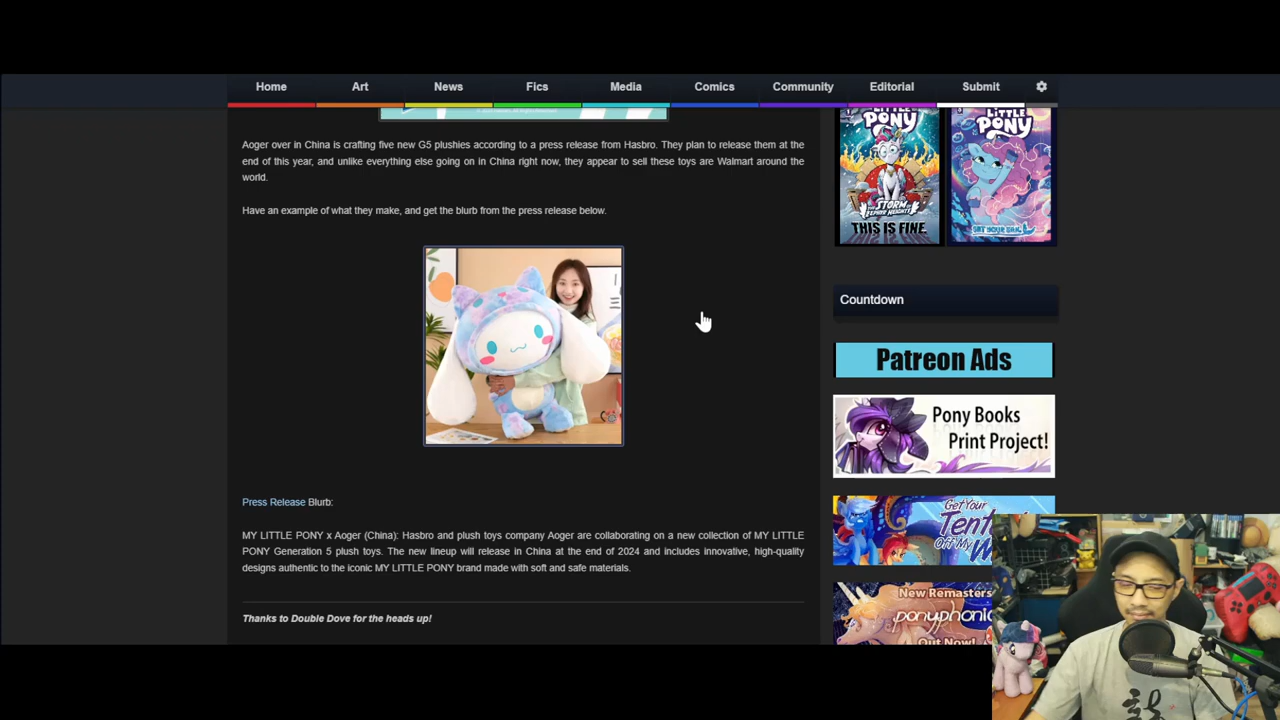 Home Art News Fics Media Comics Community Editorial Submit
Aoger over in China is crafting five new G5 plushies according to a press release from Hasbro. They plan to release them at the
end of this year, and unlike everything else going on in China right now, they appear to sell these toys are Walmart around the
world.
Have an example of what they make, and get the blurb from the press release below.
Press Release Blurb:
MY LITTLE PONY x Aoger (China): Hasbro and plush toys company Aoger are collaborating on a new collection of MY LITTLE
PONY Generation 5 plush toys. The new lineup will release in China at the end of 2024 and includes innovative, high-quality
designs authentic to the iconic MY LITTLE PONY brand made with soft and safe materials.
Thanks to Double Dove for the heads up!
PONY
THE STORM OF
ZEPHYR HEIGHTS
THIS IS FINE.
LITTLE
PONY
Countdown
Patreon Ads
Pony Books
Print Project!
Get Your
New Remasters
Out Now!